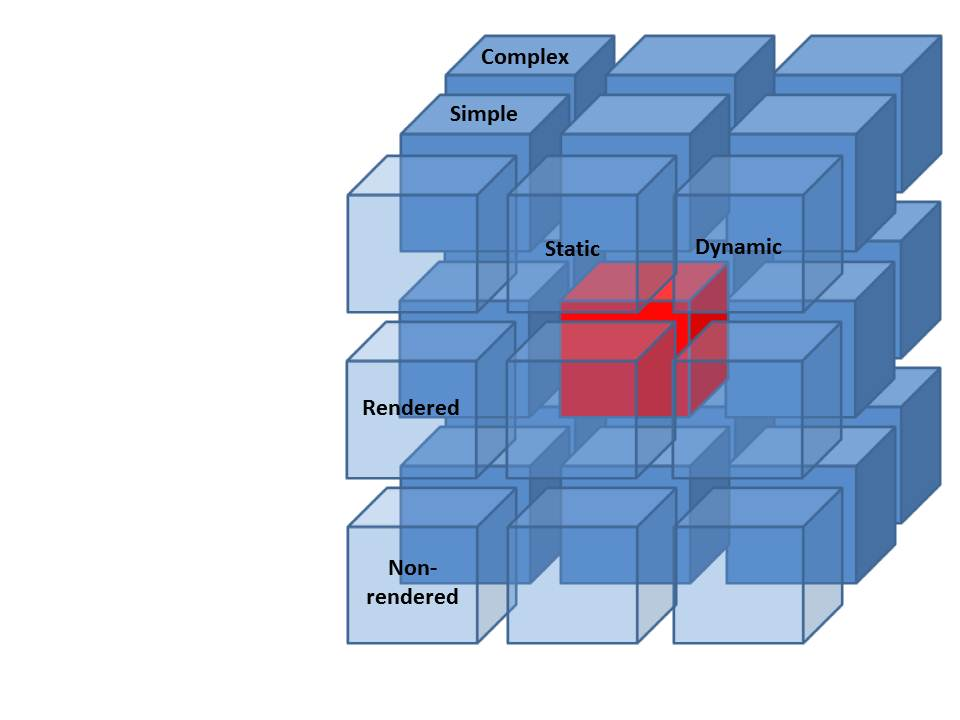 Complex
Simple
Static
Dynamic
Rendered
Non-
rendered